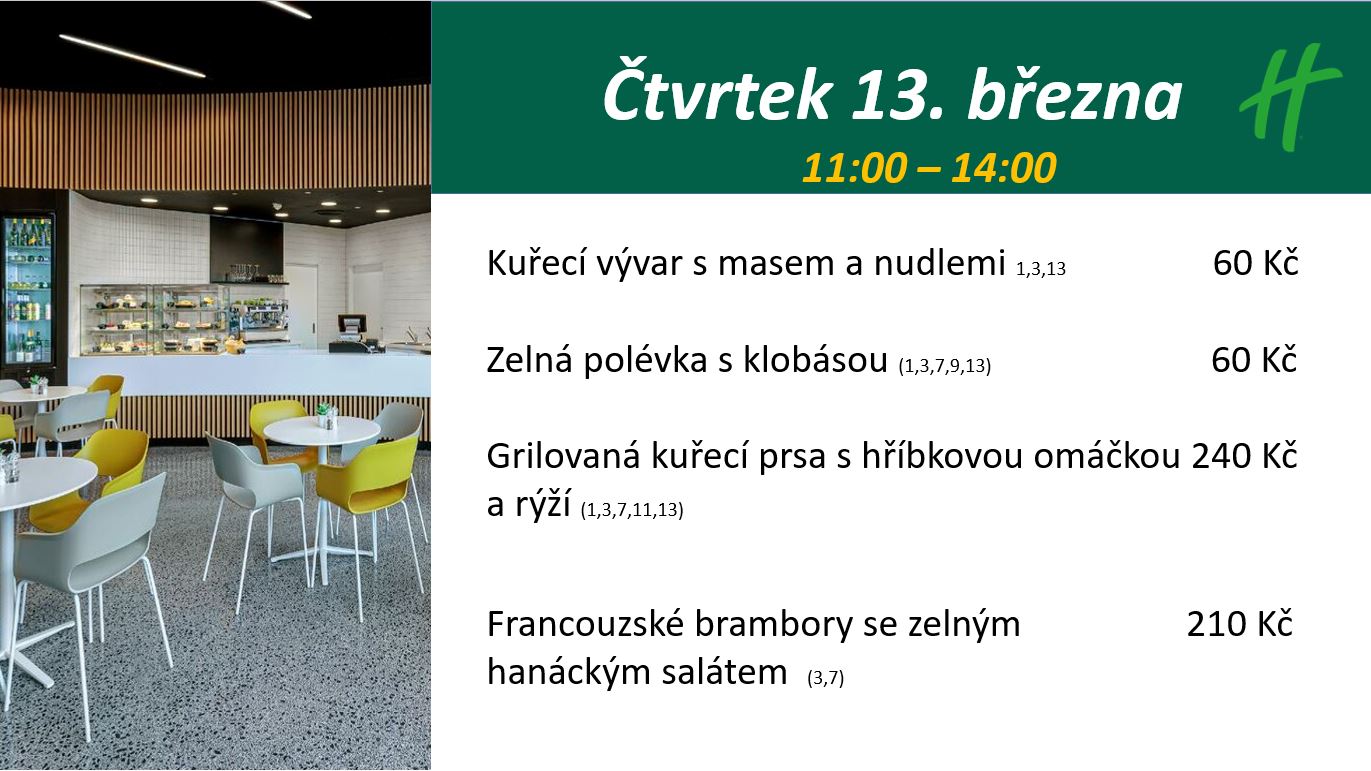 Čtvrtek 13. března
11:00 – 14:00
Kuřecí vývar s masem a nudlemi 1,3,13 60 Kč
Zelná polévka s klobásou (1,3,7,9,13) 60 Kč
Grilovaná kuřecí prsa s hříbkovou omáčkou 240 Kč
a rýží (1,3,7,11,13)
Francouzské brambory se zelným 210 Kč
hanáckým salátem (3,7)